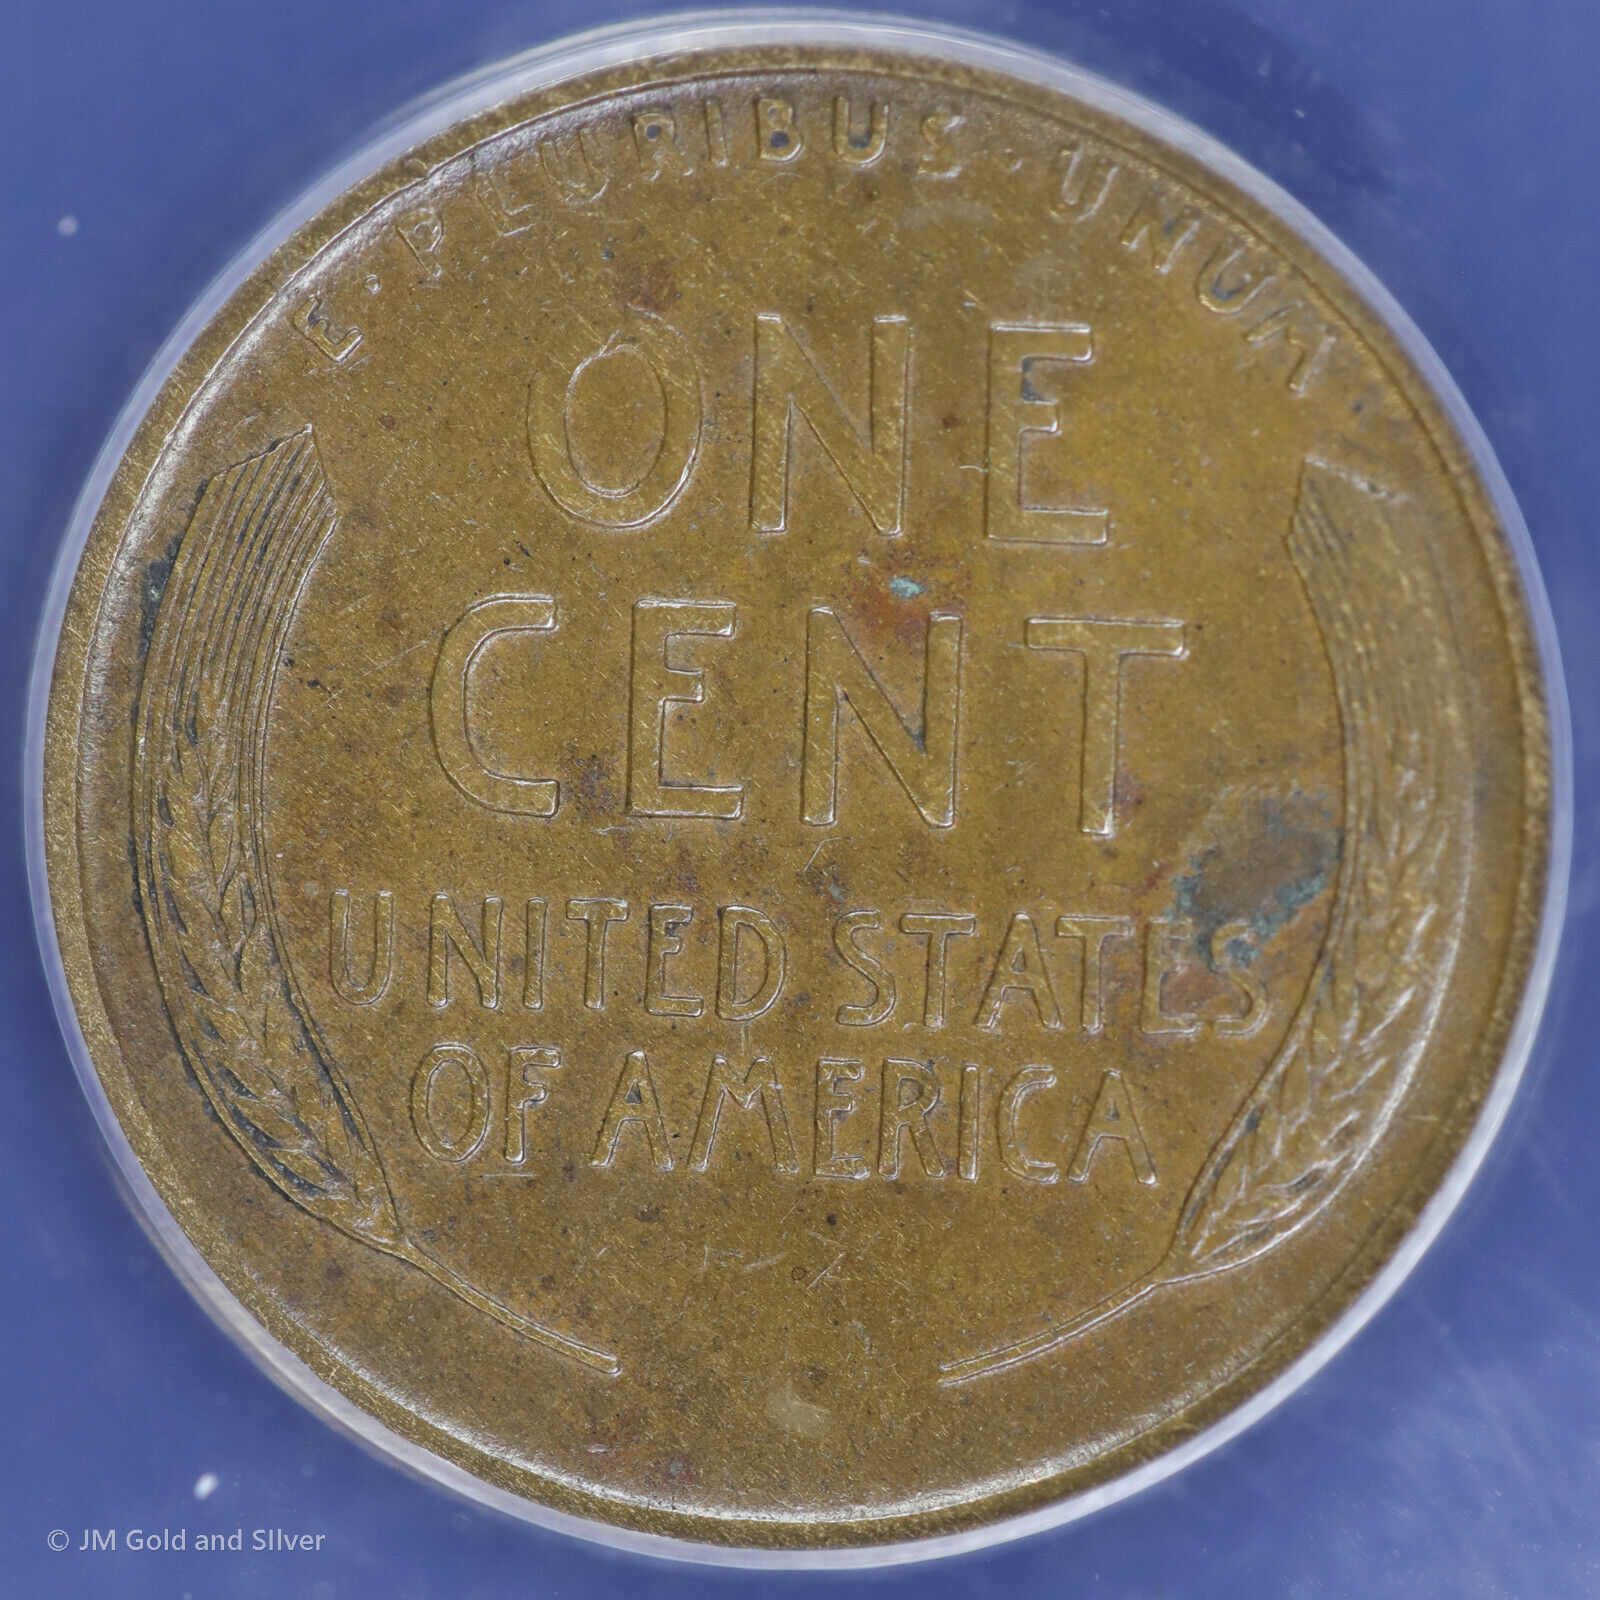 E·PLURIBUS·UNUM
ONE
CENT
UNITED STATES
OF AMERICA
© JM Gold and Silver